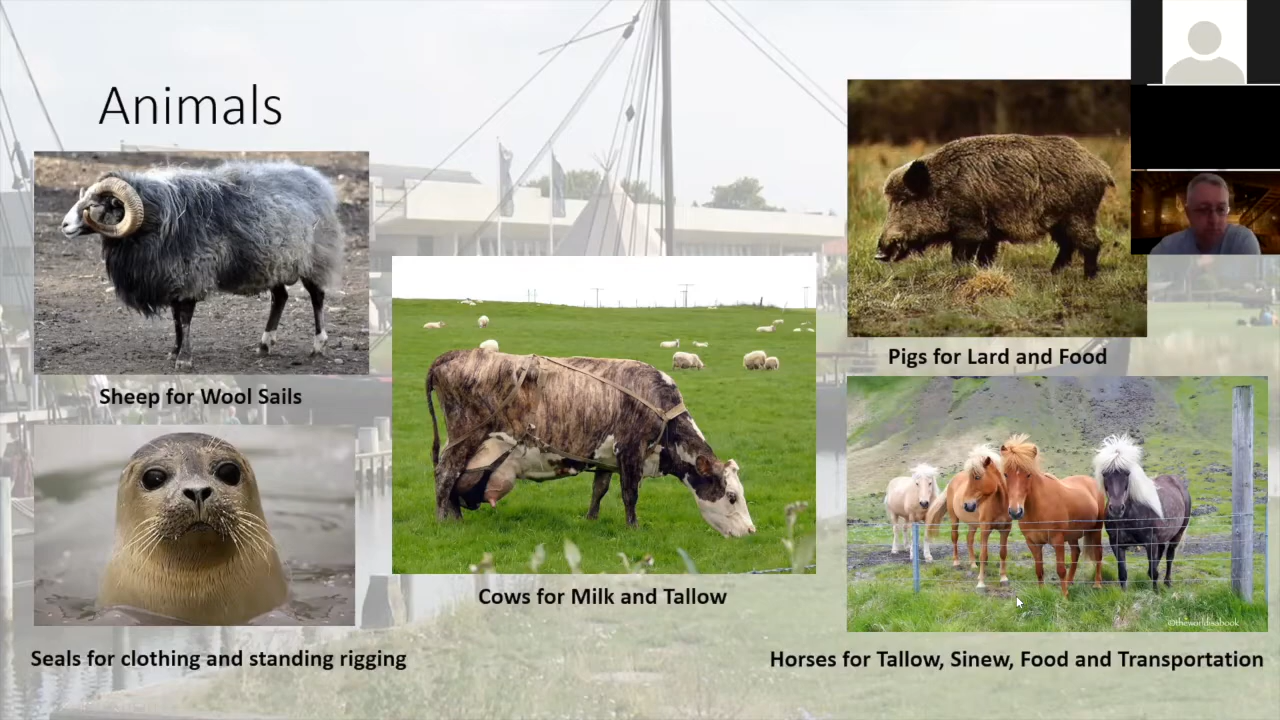 Animals
Sheep for Wool Sails
Pigs for Lard and Food
Cows for Milk and Tallow
©theworldisabook
Seals for clothing and standing rigging
Horses for Tallow, Sinew, Food and Transportation